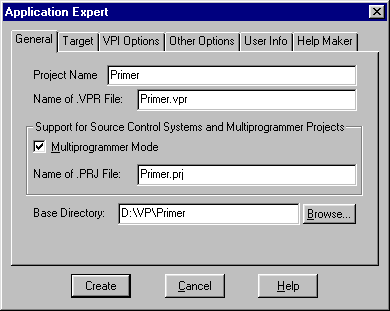 Application Expert
General Target VPI Options Other Options User Info Help Maker
Project Name Primer
Name of .VPR File: Primer.vpr
Support for Source Control Systems and Multiprogrammer Projects
Multiprogrammer Mode
Name of .PRJ File: Primer.prj
Base Directory: D:\VP\Primer Browse...
Create Cancel Help